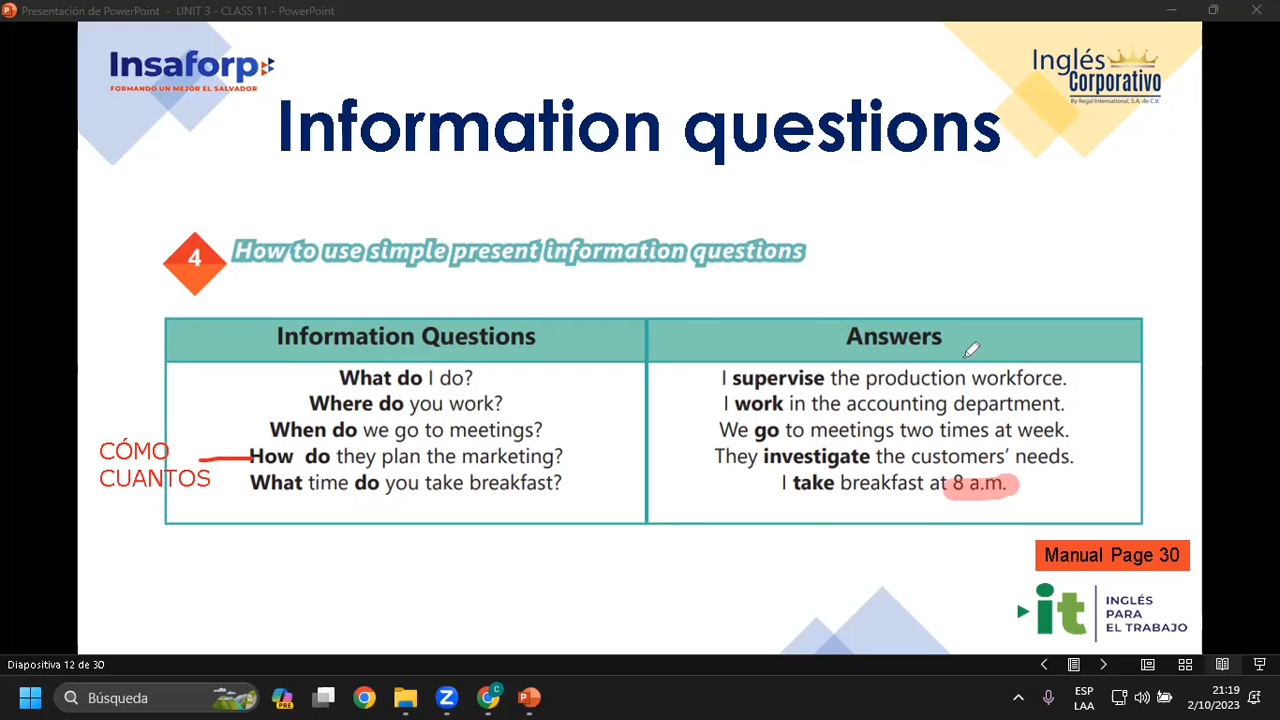 Presentación de PowerPoint - UNIT 3 - CLASS 11 - PowerPoint
Insaforp
FORMANDO UN MEJOR EL SALVADOR
Inglés
Corporativo
By Regal International, S.A. de C.V.
Information questions
4
How to use simple present information questions
Information Questions
Answers
What do I do?
I supervise the production workforce.
Where do you work?
I work in the accounting department.
When do we go to meetings?
We go to meetings two times at week.
CÓMO
CUANTOS
How do they plan the marketing?
They investigate the customers’ needs.
What time do you take breakfast?
I take breakfast at 8 a.m.
Manual Page 30
it
INGLÉS
PARA
EL TRABAJO
Diapositiva 12 de 30
Búsqueda
PRE
ESP
LAA
21:19
2/10/2023